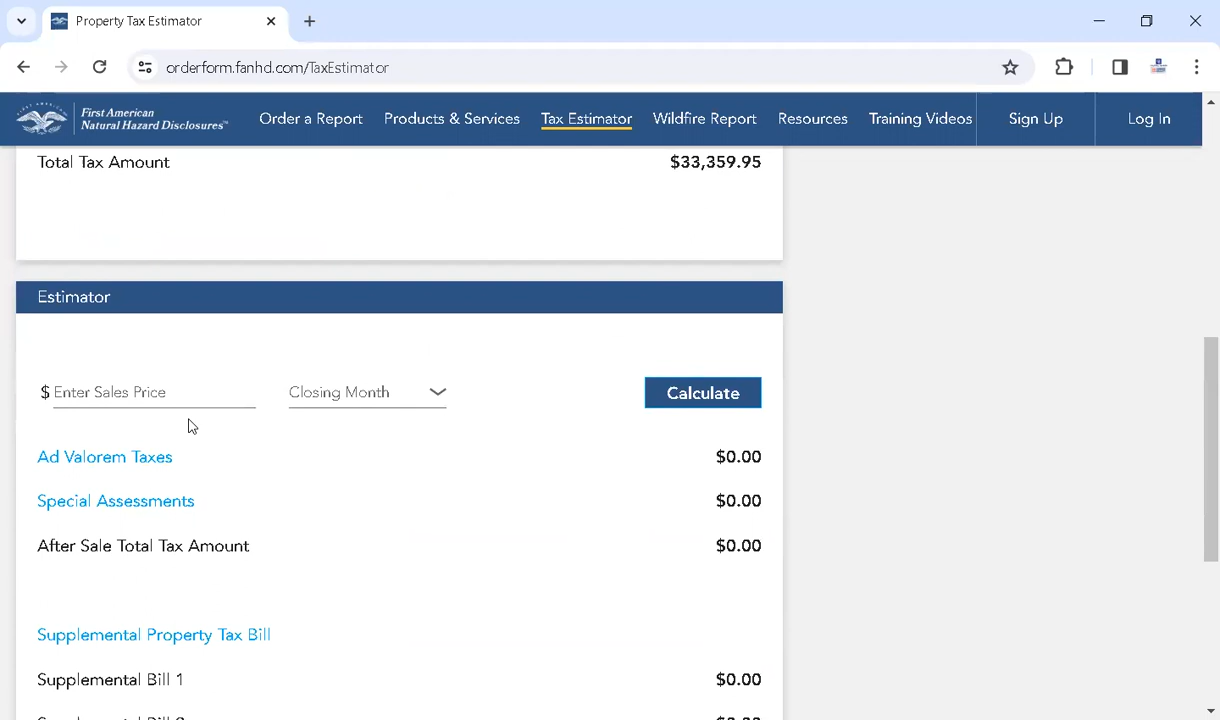 Property Tax Estimator
orderform.fanhd.com/TaxEstimator
First American
Natural Hazard Disclosures™
Order a Report Products & Services Tax Estimator Wildfire Report Resources Training Videos Sign Up Log In
Total Tax Amount $33,359.95
Estimator
$ Enter Sales Price Closing Month Calculate
Ad Valorem Taxes $0.00
Special Assessments $0.00
After Sale Total Tax Amount $0.00
Supplemental Property Tax Bill
Supplemental Bill 1 $0.00